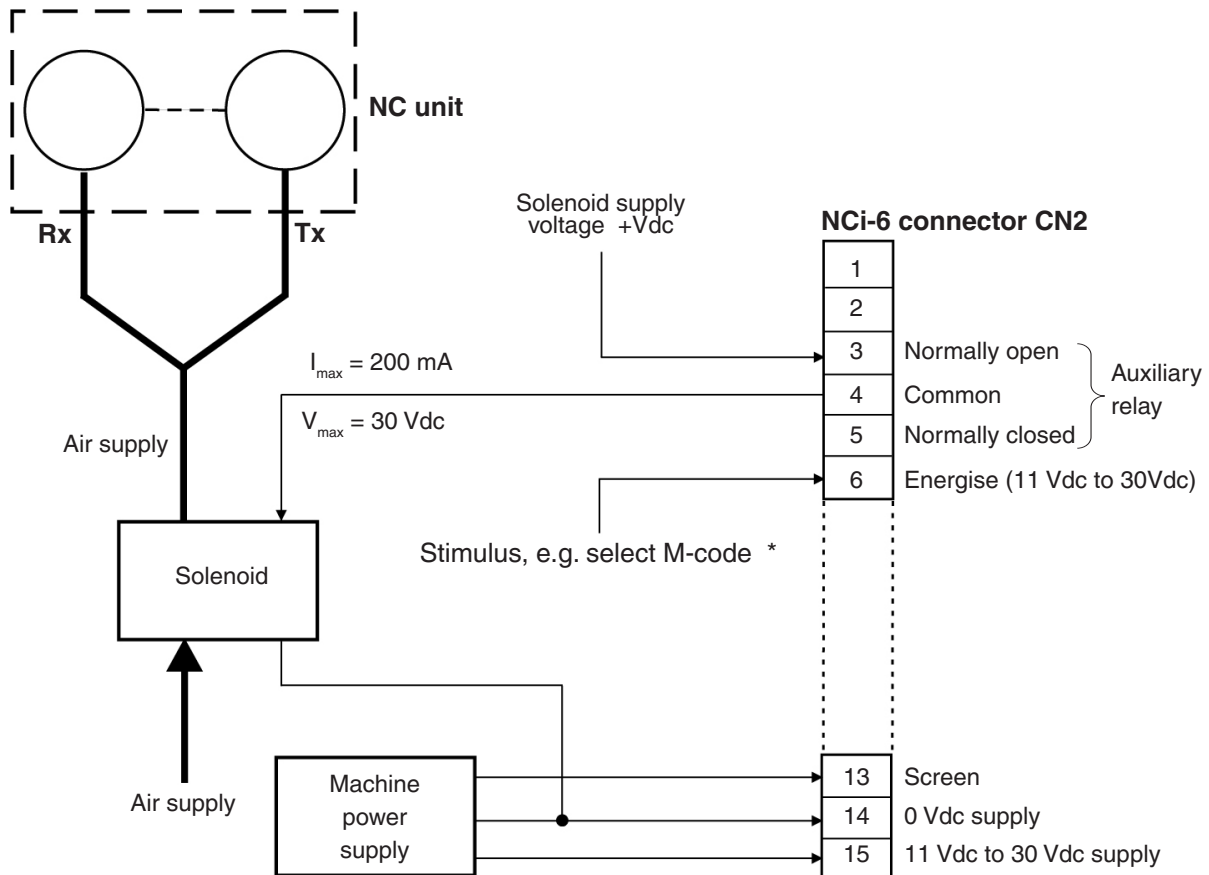 NC unit
Rx
Tx
Solenoid supply
voltage +Vdc
NCi-6 connector CN2
1
2
3 Normally open
4 Common
5 Normally closed
6 Energise (11 Vdc to 30Vdc)
Auxiliary
relay
Imax = 200 mA
Vmax = 30 Vdc
Air supply
Stimulus, e.g. select M-code *
Solenoid
Air supply
Machine
power
supply
13 Screen
14 0 Vdc supply
15 11 Vdc to 30 Vdc supply